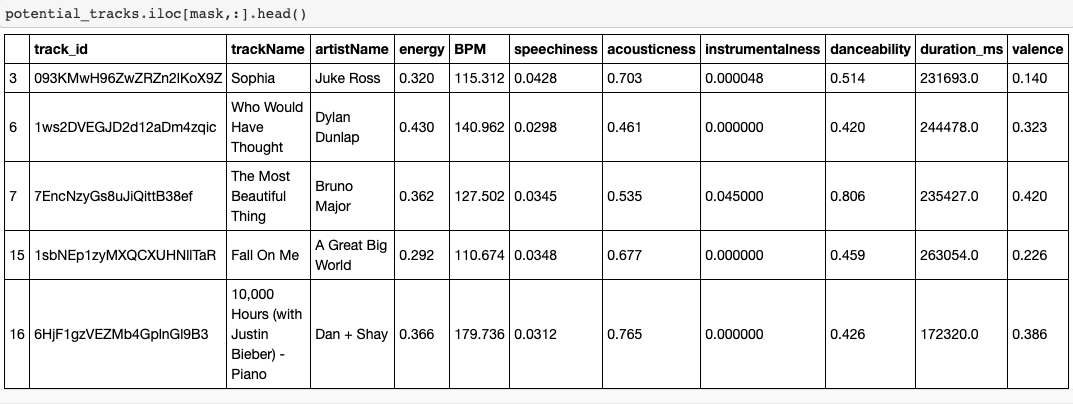 potential_tracks.iloc[mask,:].head()
track_id trackName artistName energy BPM speechiness acousticness instrumentalness danceability duration_ms valence
3 093KMwH96ZwZRZn2lKoX9Z Sophia Juke Ross 0.320 115.312 0.0428 0.703 0.000048 0.514 231693.0 0.140
6 1ws2DVEGJD2d12aDm4zqic Who Would Have Thought Dylan Dunlap 0.430 140.962 0.0298 0.461 0.000000 0.420 244478.0 0.323
7 7EncNzyGs8uJiQittB38ef The Most Beautiful Thing Bruno Major 0.362 127.502 0.0345 0.535 0.045000 0.806 235427.0 0.420
15 1sbNEp1zyMXQCXUHNIlTaR Fall On Me A Great Big World 0.292 110.674 0.0348 0.677 0.000000 0.459 263054.0 0.226
16 6HjF1gzVEZMb4GplnGl9B3 10,000 Hours (with Justin Bieber) - Piano Dan + Shay 0.366 179.736 0.0312 0.765 0.000000 0.426 172320.0 0.386